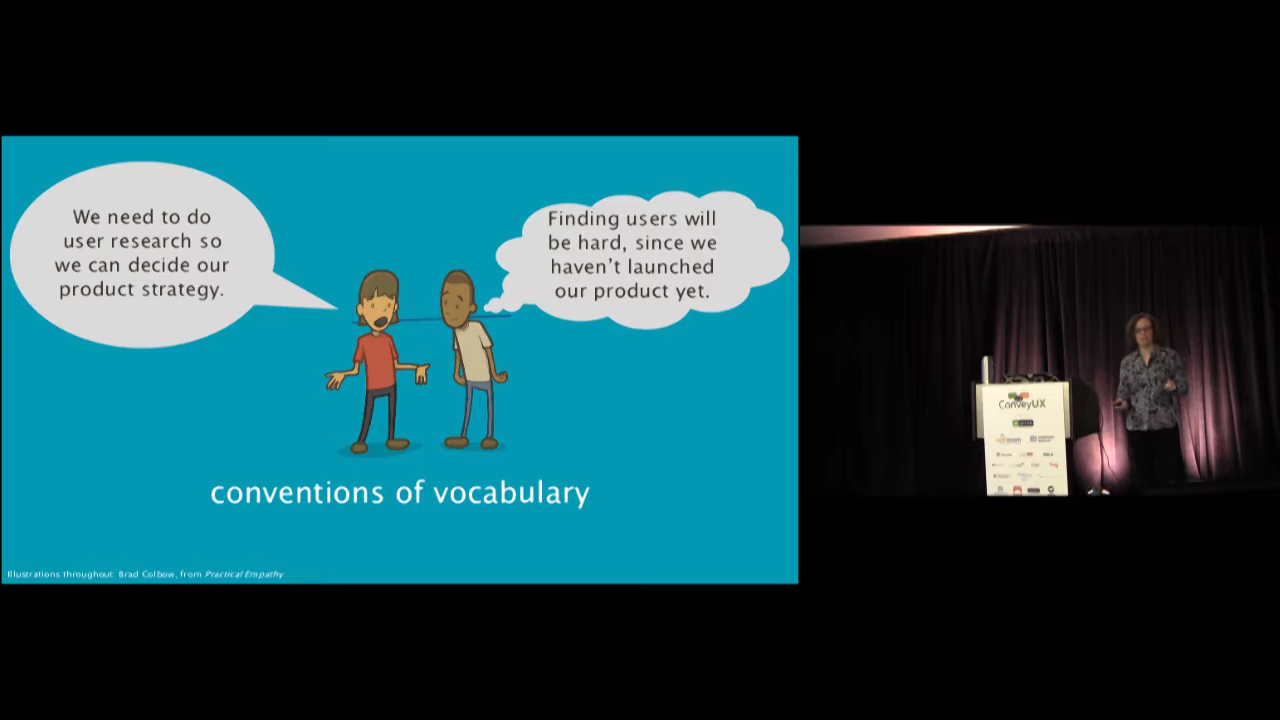 We need to do
user research so
we can decide our
product strategy.
Finding users will
be hard, since we
haven't launched
our product yet.
conventions of vocabulary
Illustrations throughout: Brad Colbow, from Practical Empathy
ConveyUX